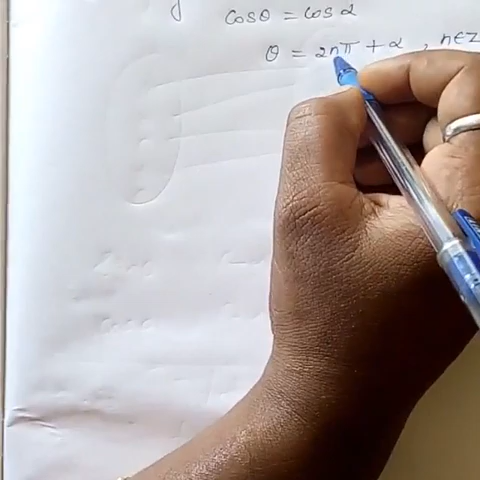 cosθ = cos α
θ = 2nπ + α , n∈Z